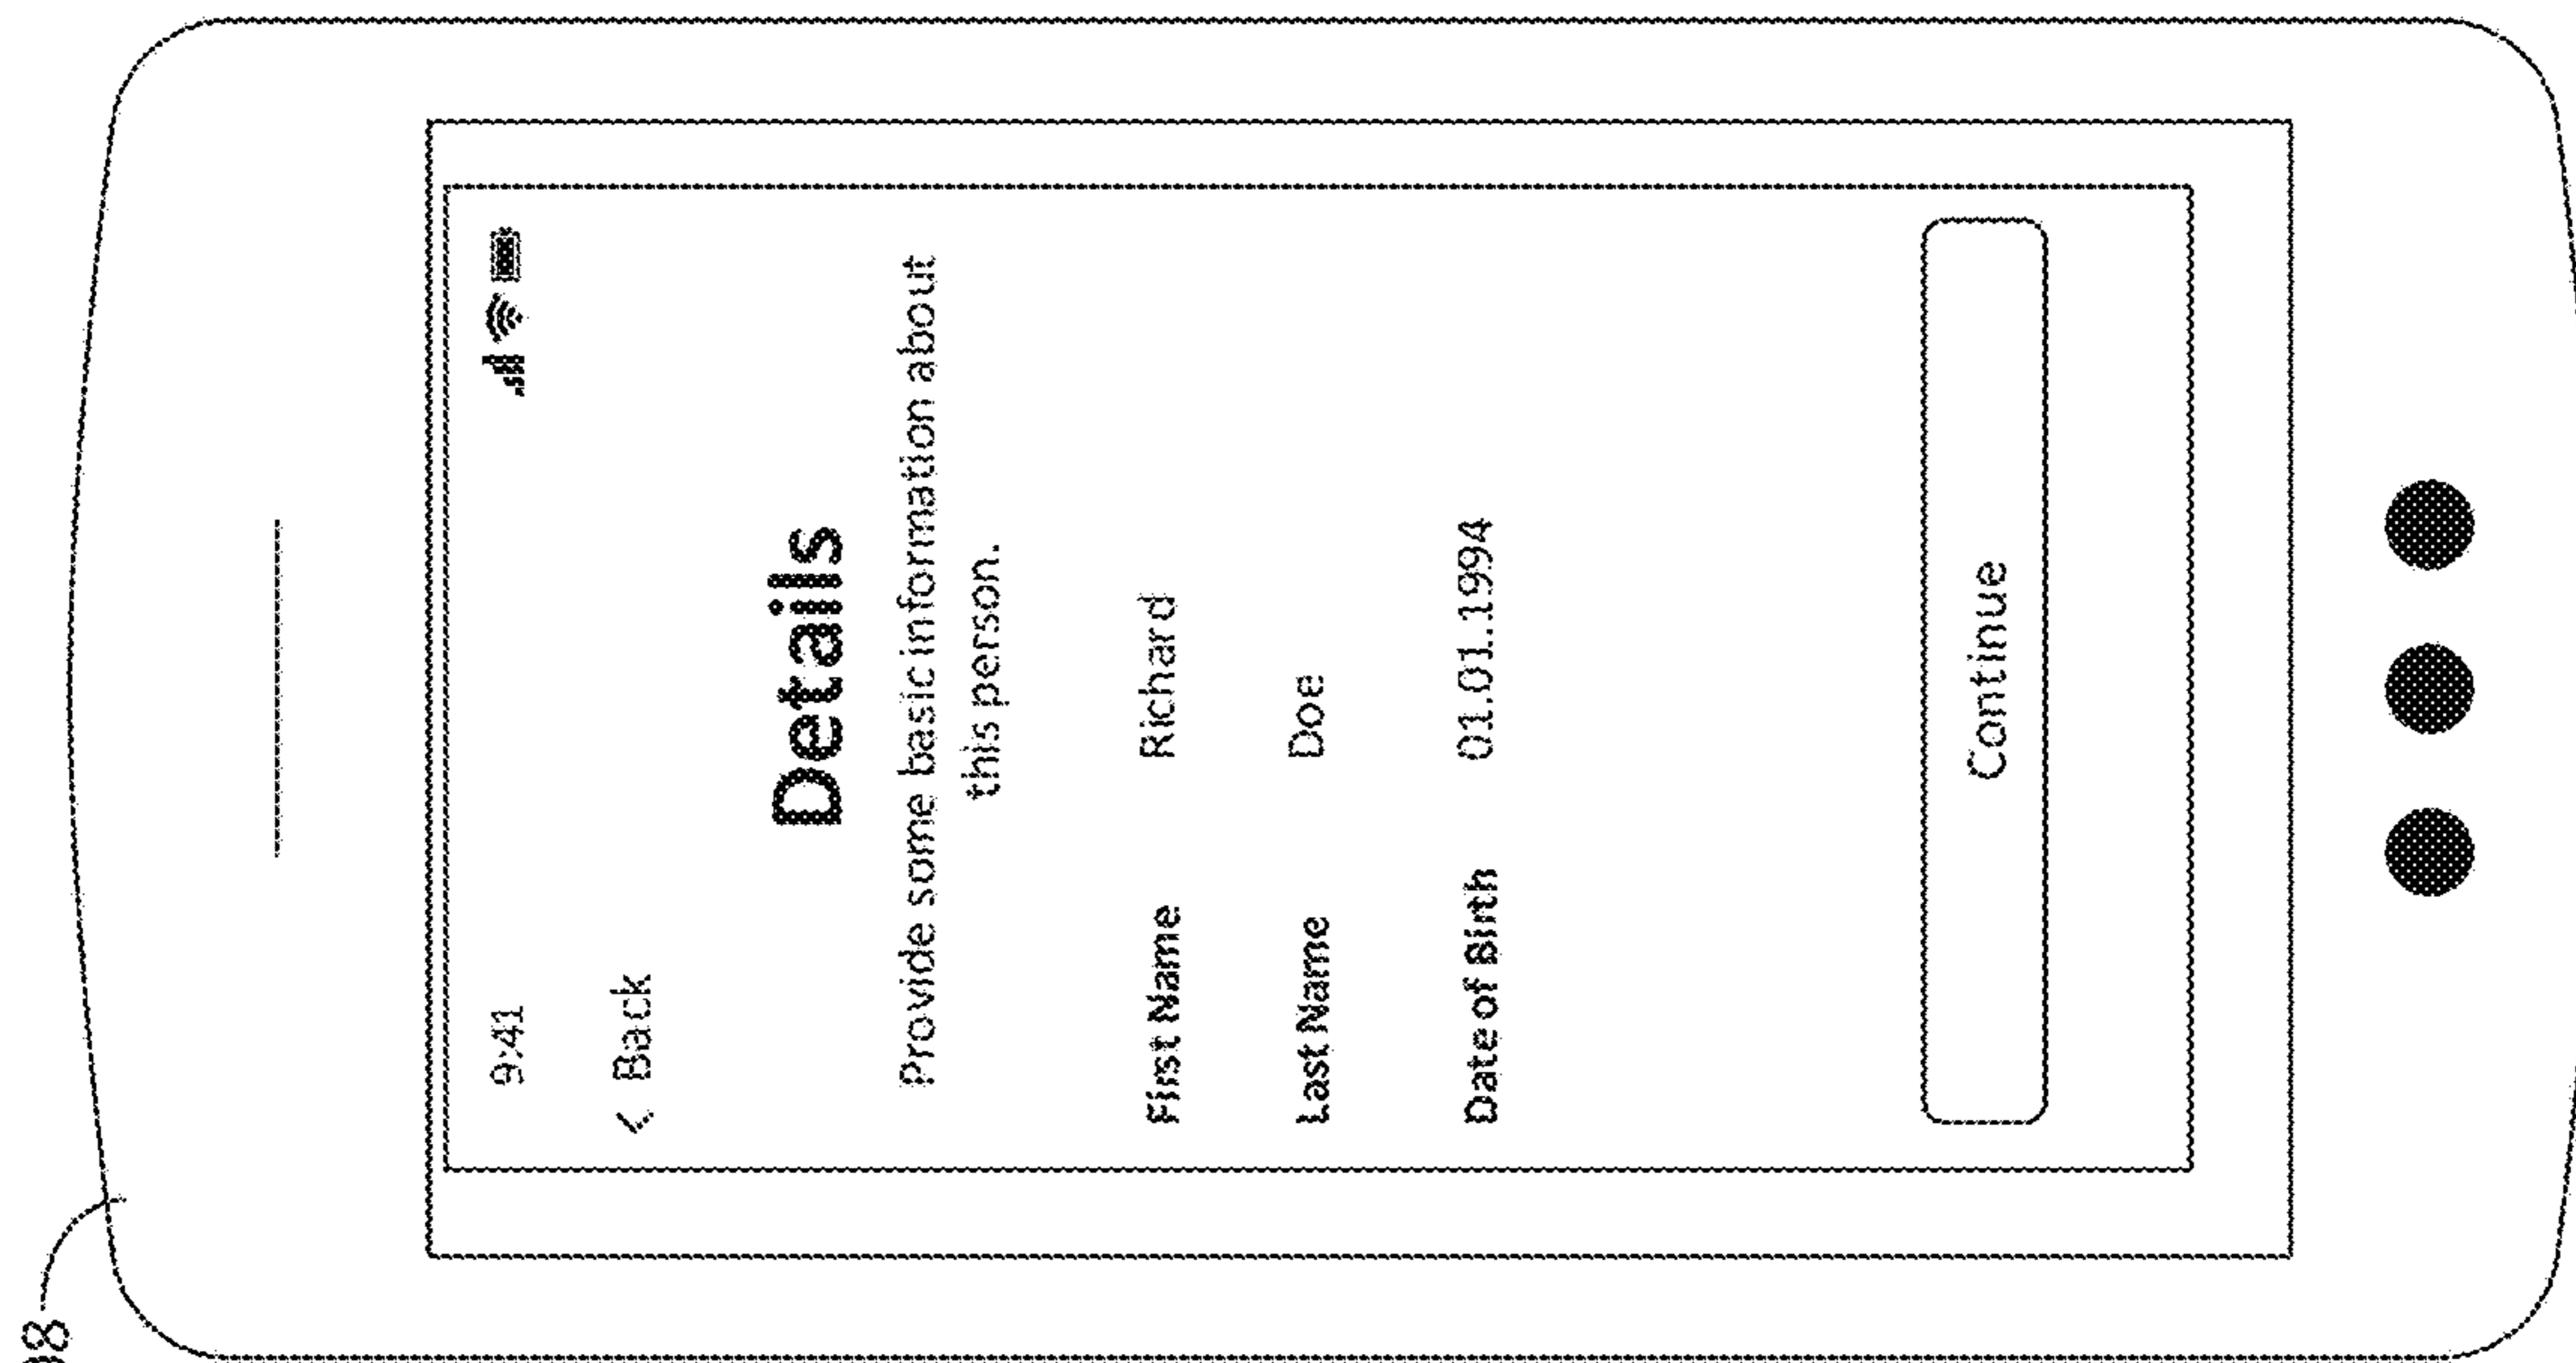 9:41
< Back
Details
Provide some basic information about
this person.
First Name Richard
Last Name Doe
Date of Birth 01.01.1994
Continue